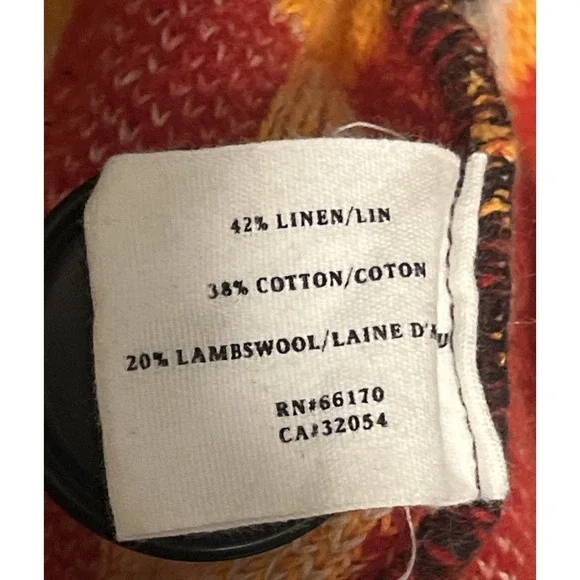 42% LINEN/LIN
38% COTTON/COTON
20% LAMBSWOOL/LAINE
RN#66170
CA#32054